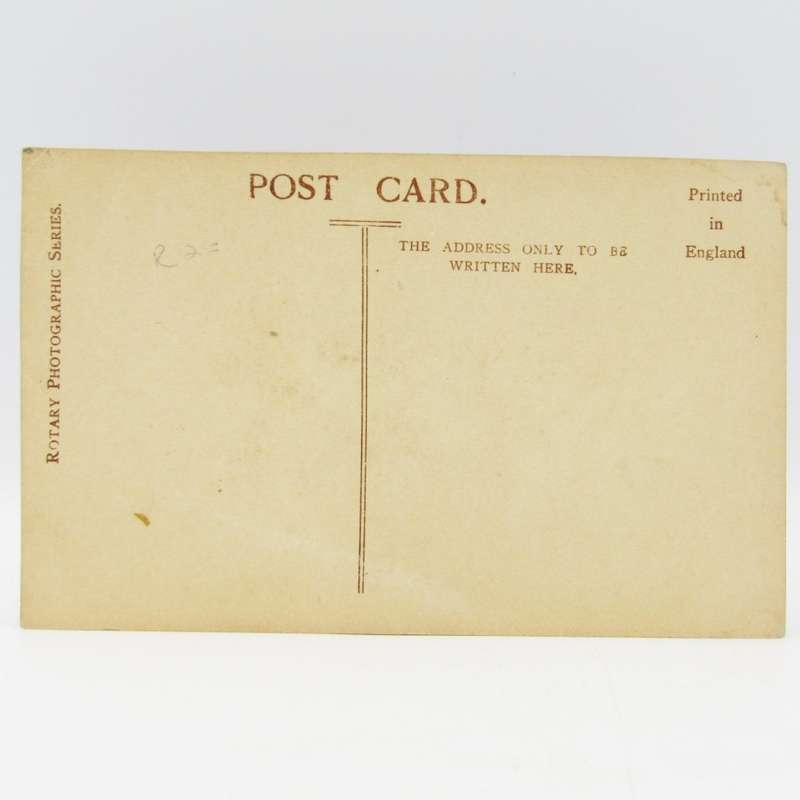 POST CARD.
ROTARY PHOTOGRAPHIC SERIES.
THE ADDRESS ONLY TO BE
WRITTEN HERE.
Printed
in
England